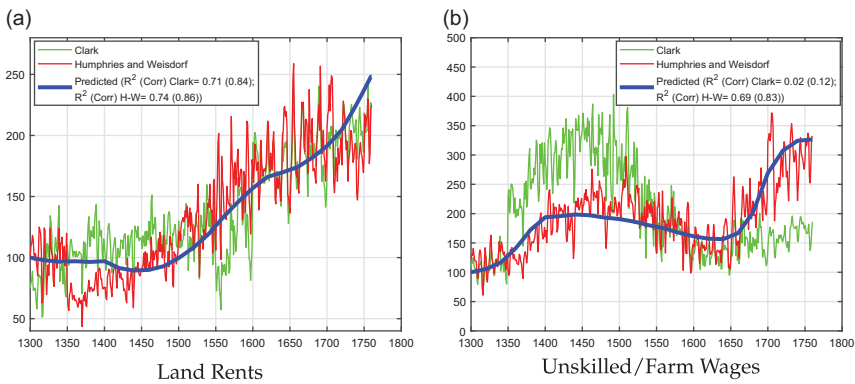 (a)
Clark
Humphries and Weisdorf
Predicted (R² (Corr) Clark= 0.71 (0.84);
R² (Corr) H-W= 0.74 (0.86))
250
200
150
100
50
1300 1350 1400 1450 1500 1550 1600 1650 1700 1750 1800
Land Rents
(b)
Clark
Humphries and Weisdorf
Predicted (R² (Corr) Clark= 0.02 (0.12);
R² (Corr) H-W= 0.69 (0.83))
500
450
400
350
300
250
200
150
100
50
0
1300 1350 1400 1450 1500 1550 1600 1650 1700 1750 1800
Unskilled/Farm Wages